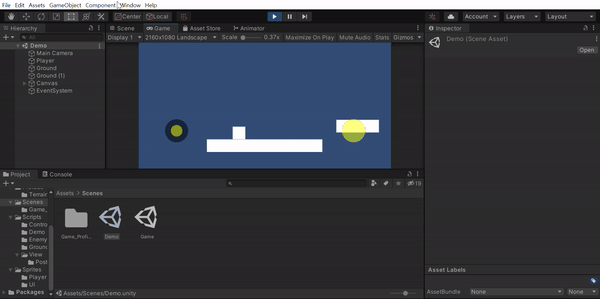 File Edit Assets GameObject Component Window Help
Center Local Account Layers Layout
Hierarchy
All
Demo
Main Camera
Player
Ground
Ground (1)
Canvas
EventSystem
Scene Game Asset Store Animator
Display 1 2160x1080 Landscape Scale 0.37x Maximize On Play Mute Audio Stats Gizmos
Inspector
Demo (Scene Asset)
Open
Project Console
19
Terrain
Scenes
Game_
Scripts
Contro
Demo
Enemy
Ground
View
Post
Sprites
Player
UI
Packages
Assets > Scenes
Game_Profi...
Demo
Game
Assets/Scenes/Demo.unity
Asset Labels
AssetBundle None None